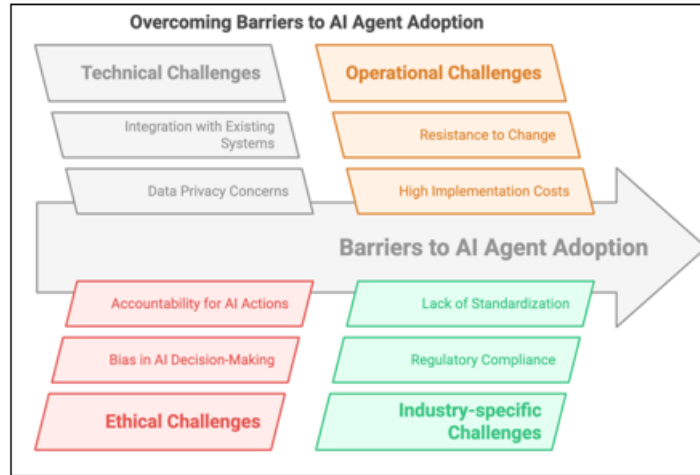 Overcoming Barriers to AI Agent Adoption
Technical Challenges
Operational Challenges
Integration with Existing
Systems
Resistance to Change
Data Privacy Concerns
High Implementation Costs
Barriers to AI Agent Adoption
Accountability for AI Actions
Lack of Standardization
Bias in AI Decision-Making
Regulatory Compliance
Ethical Challenges
Industry-specific
Challenges